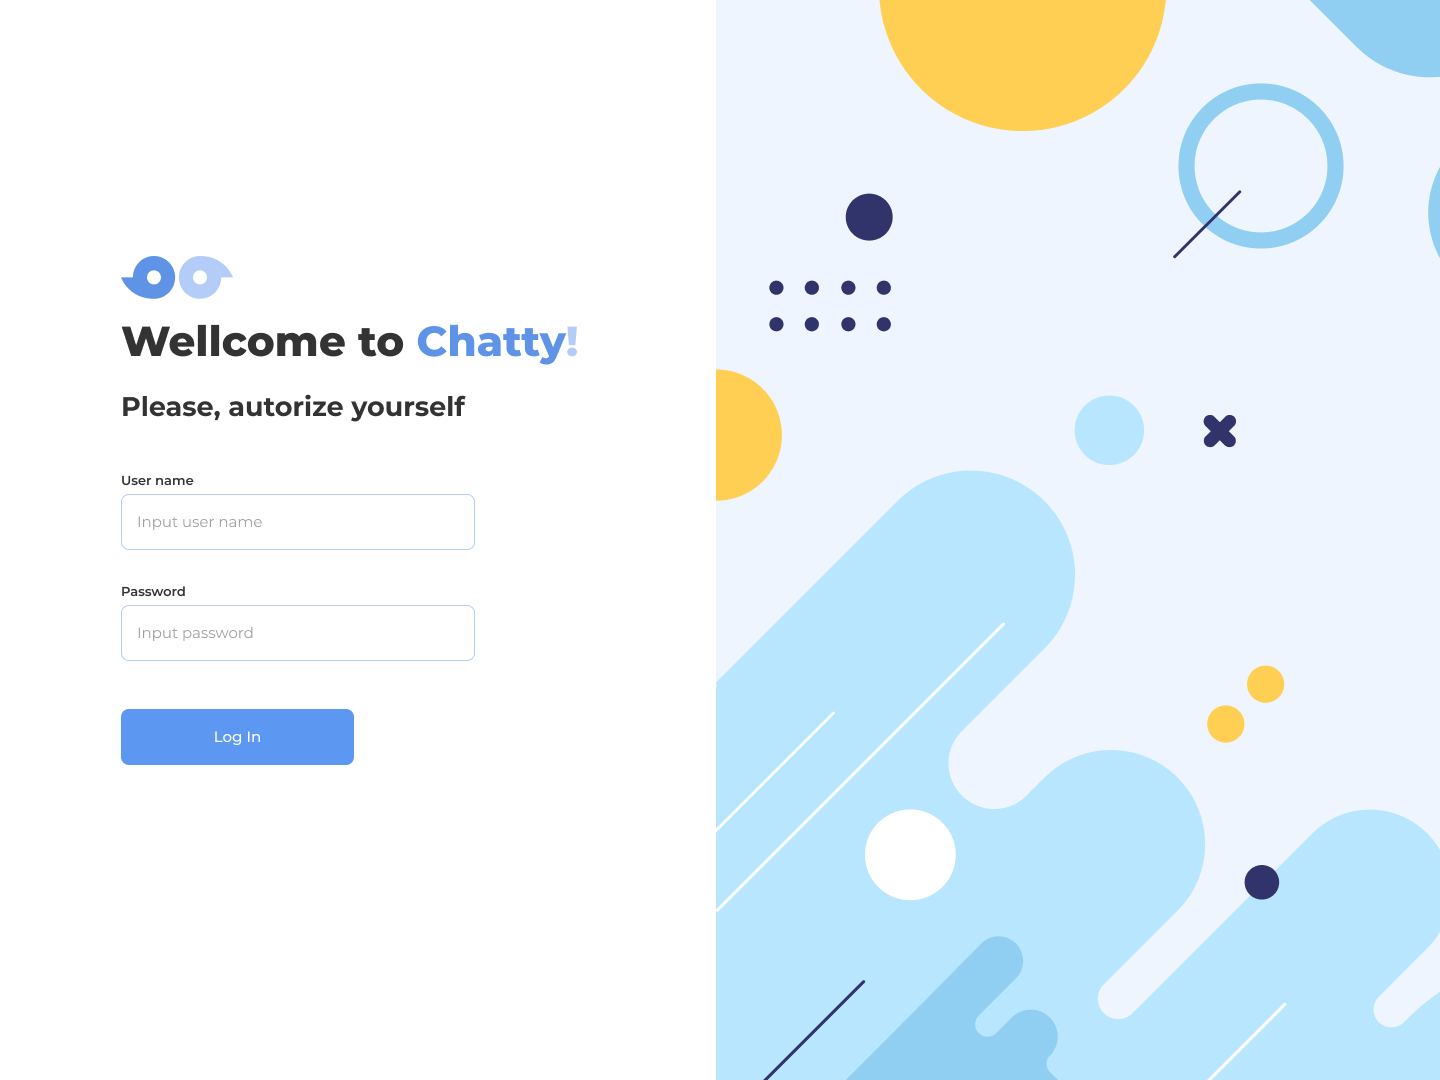 Wellcome to Chatty!
Please, autorize yourself
User name
Input user name
Password
Input password
Log In